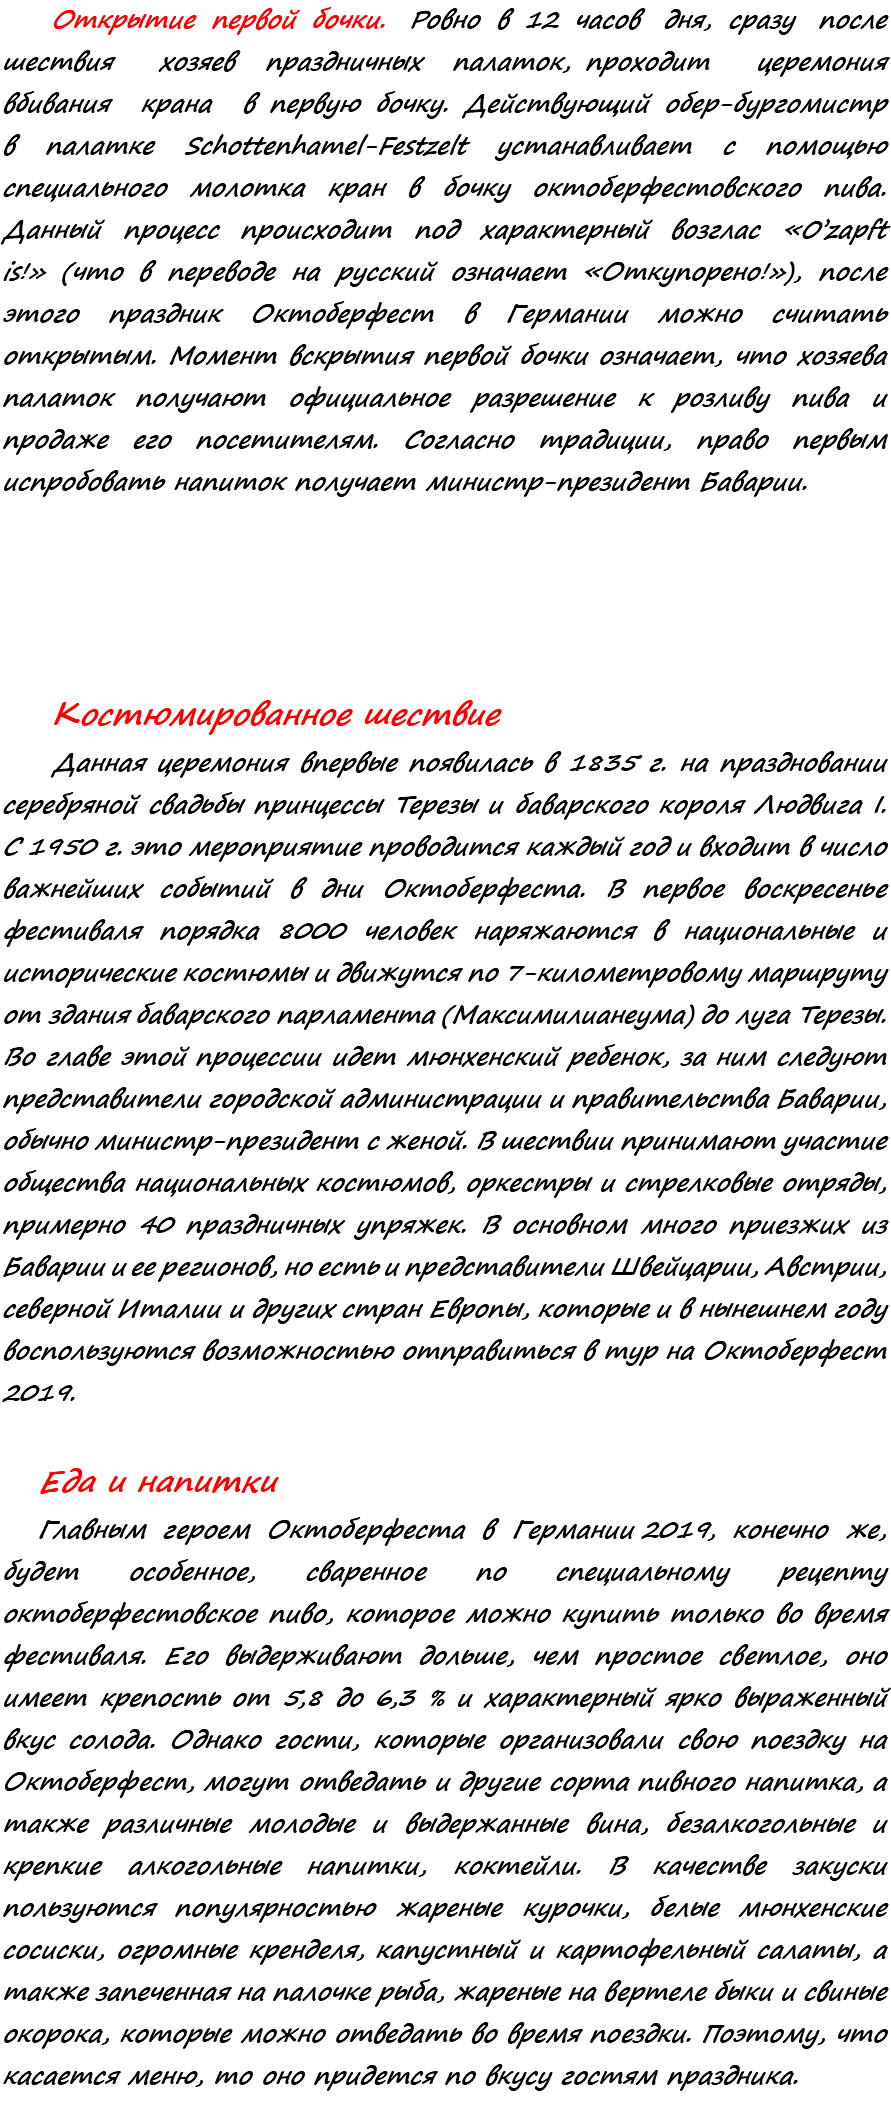 Открытие первой бочки. Ровно в 12 часов дня, сразу после
шествия хозяев праздничных палаток, проходит церемония
вбивания крана в первую бочку. Действующий обер-бургомистр
в палатке Schottenhamel-Festzelt устанавливает с помощью
специального молотка кран в бочку октоберфестовского пива.
Данный процесс происходит под характерный возглас «O’zapft
is!» (что в переводе на русский означает «Откупорено!»), после
этого праздник Октоберфест в Германии можно считать
открытым. Момент вскрытия первой бочки означает, что хозяева
палаток получают официальное разрешение к розливу пива и
продаже его посетителям. Согласно традиции, право первым
испробовать напиток получает министр-президент Баварии.
Костюмированное шествие
Данная церемония впервые появилась в 1835 г. на праздновании
серебряной свадьбы принцессы Терезы и баварского короля Людвига I.
С 1950 г. это мероприятие проводится каждый год и входит в число
важнейших событий в дни Октоберфеста. В первое воскресенье
фестиваля порядка 8000 человек наряжаются в национальные и
исторические костюмы и движутся по 7-километровому маршруту
от здания баварского парламента (Максимилианеума) до луга Терезы.
Во главе этой процессии идет мюнхенский ребенок, за ним следуют
представители городской администрации и правительства Баварии,
обычно министр-президент с женой. В шествии принимают участие
общества национальных костюмов, оркестры и стрелковые отряды,
примерно 40 праздничных упряжек. В основном много приезжих из
Баварии и ее регионов, но есть и представители Швейцарии, Австрии,
северной Италии и других стран Европы, которые и в нынешнем году
воспользуются возможностью отправиться в тур на Октоберфест
2019.
Еда и напитки
Главным героем Октоберфеста в Германии 2019, конечно же,
будет особенное, сваренное по специальному рецепту
октоберфестовское пиво, которое можно купить только во время
фестиваля. Его выдерживают дольше, чем простое светлое, оно
имеет крепость от 5,8 до 6,3 % и характерный ярко выраженный
вкус солода. Однако гости, которые организовали свою поездку на
Октоберфест, могут отведать и другие сорта пивного напитка, а
также различные молодые и выдержанные вина, безалкогольные и
крепкие алкогольные напитки, коктейли. В качестве закуски
пользуются популярностью жареные курочки, белые мюнхенские
сосиски, огромные кренделя, капустный и картофельный салаты, а
также запеченная на палочке рыба, жареные на вертеле быки и свиные
окорока, которые можно отведать во время поездки. Поэтому, что
касается меню, то оно придется по вкусу гостям праздника.